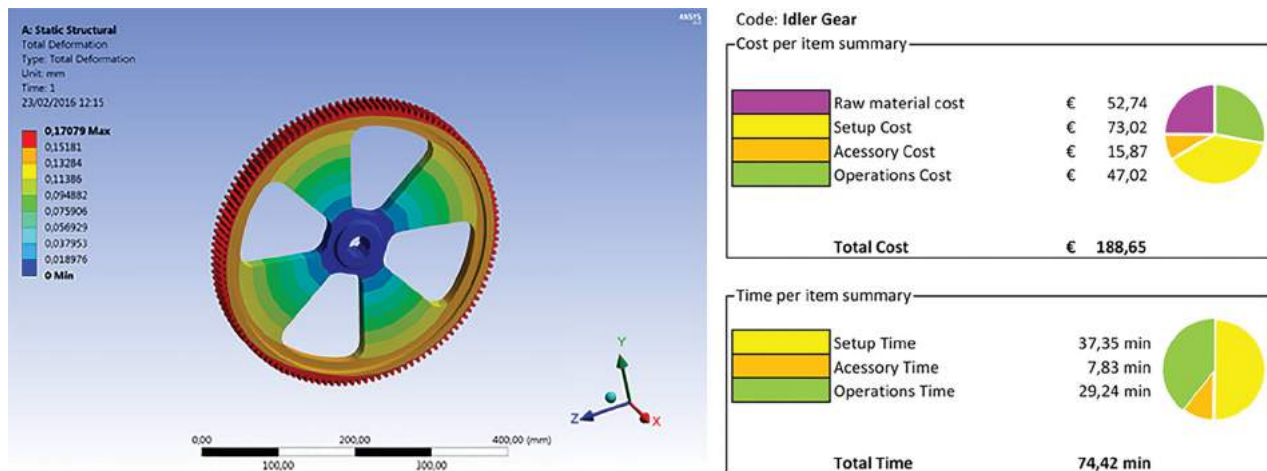 A: Static Structural
Total Deformation
Type: Total Deformation
Unit: mm
Time: 1
23/02/2016 12:15
0,17079 Max
0,15181
0,13284
0,11386
0,094882
0,075906
0,056929
0,037953
0,018976
0 Min
ANSYS
Y
Z
X
0,00 200,00 400,00 (mm)
100,00 300,00
Code: Idler Gear
Cost per item summary
Raw material cost € 52,74
Setup Cost € 73,02
Acessory Cost € 15,87
Operations Cost € 47,02
Total Cost € 188,65
Time per item summary
Setup Time 37,35 min
Acessory Time 7,83 min
Operations Time 29,24 min
Total Time 74,42 min